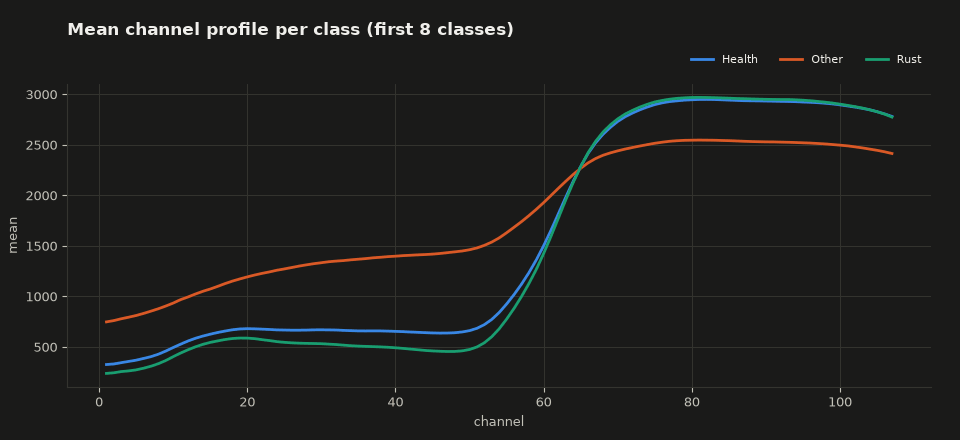 Mean channel profile per class (first 8 classes)
Health Other Rust
3000
2500
2000
1500
1000
500
mean
0 20 40 60 80 100
channel